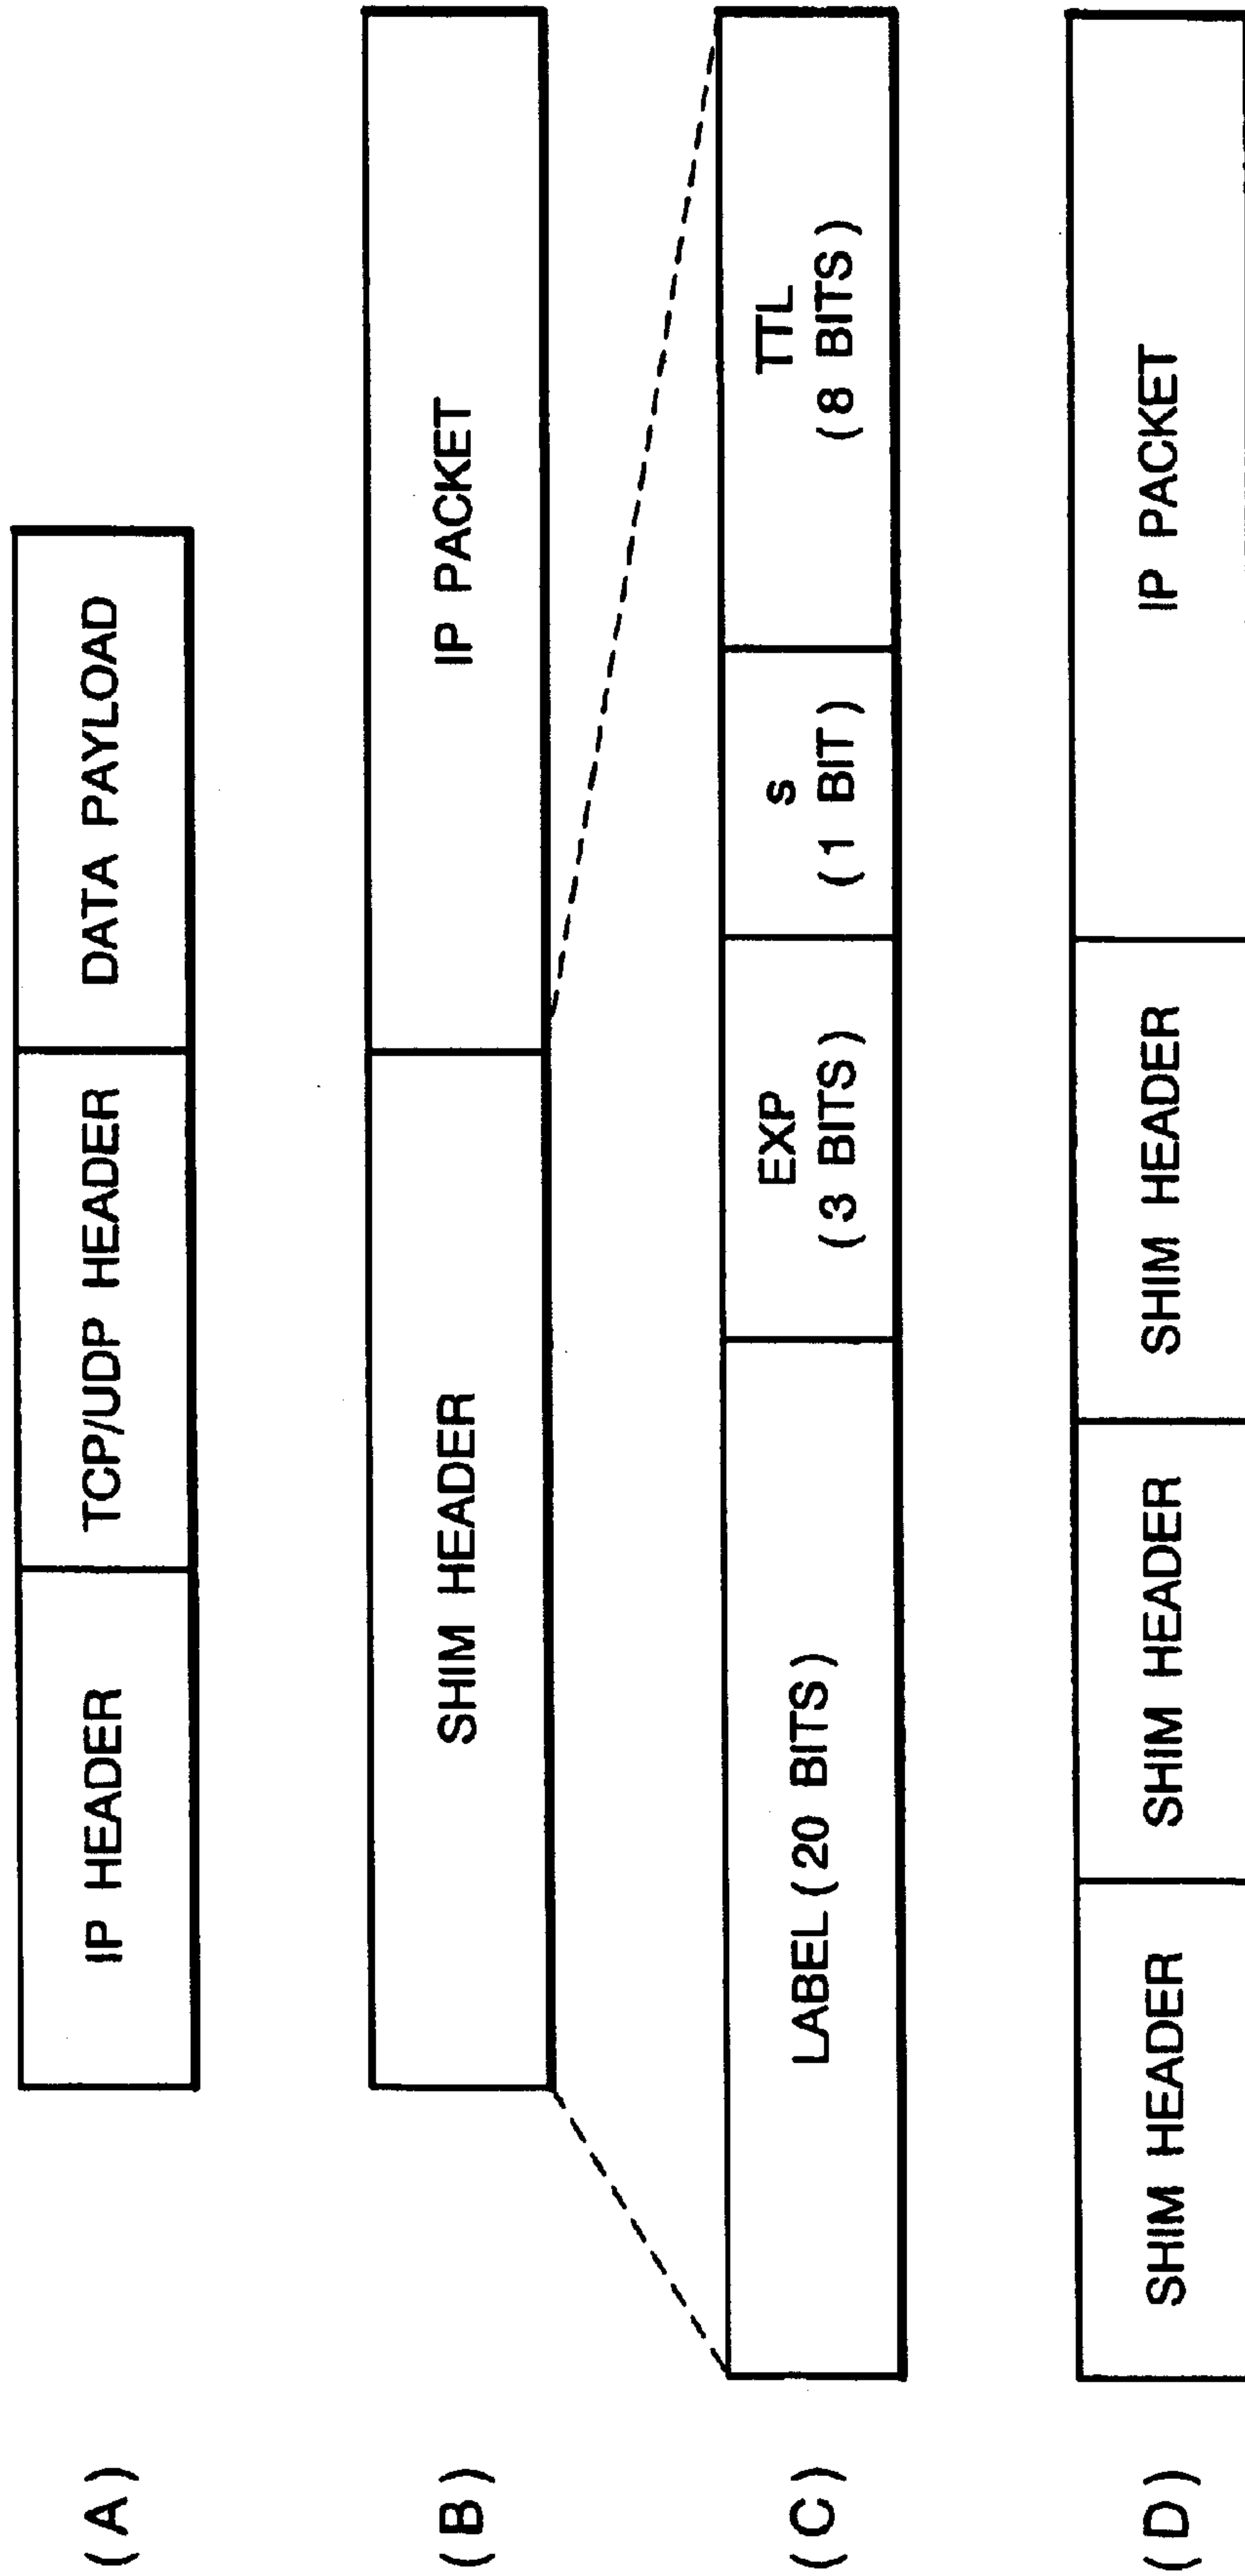 (A)
IP HEADER
TCP/UDP HEADER
DATA PAYLOAD
(B)
SHIM HEADER
IP PACKET
(C)
LABEL (20 BITS)
EXP
(3 BITS)
s
(1 BIT)
TTL
(8 BITS)
(D)
SHIM HEADER
SHIM HEADER
SHIM HEADER
IP PACKET